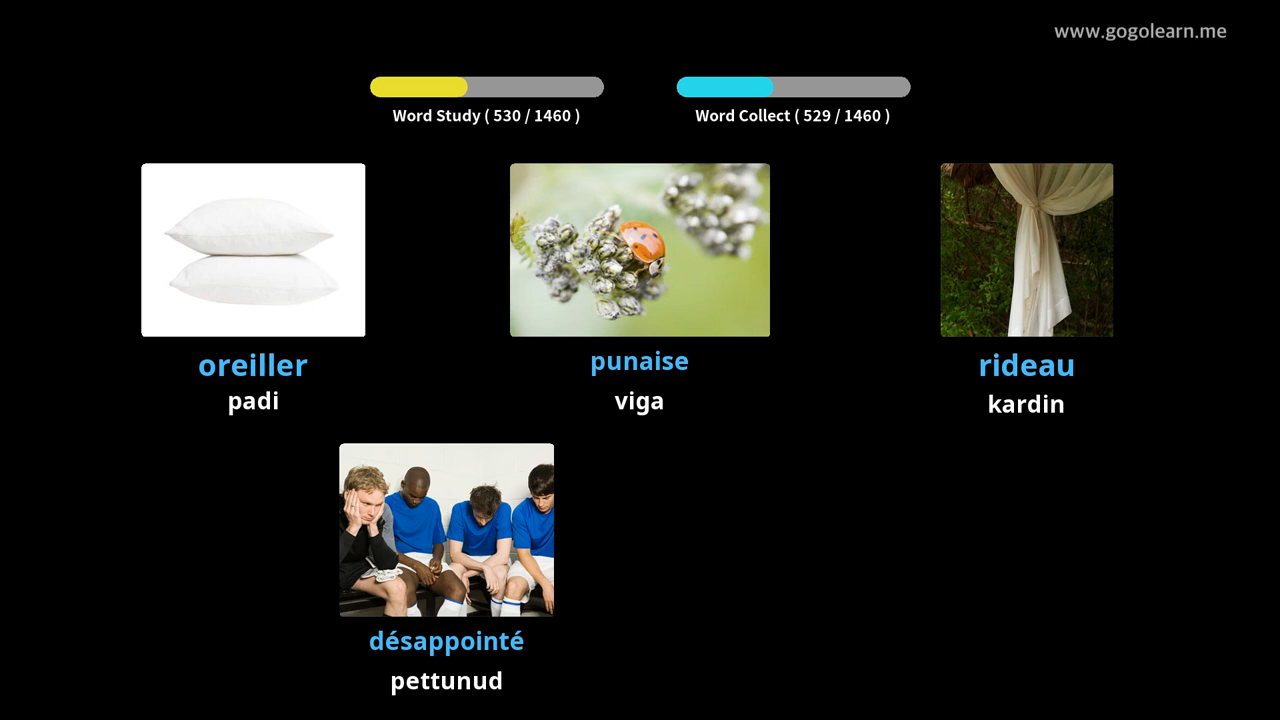 www.gogolearn.me
Word Study ( 530 / 1460 )
Word Collect ( 529 / 1460 )
oreiller
padi
punaise
viga
rideau
kardin
désappointé
pettunud